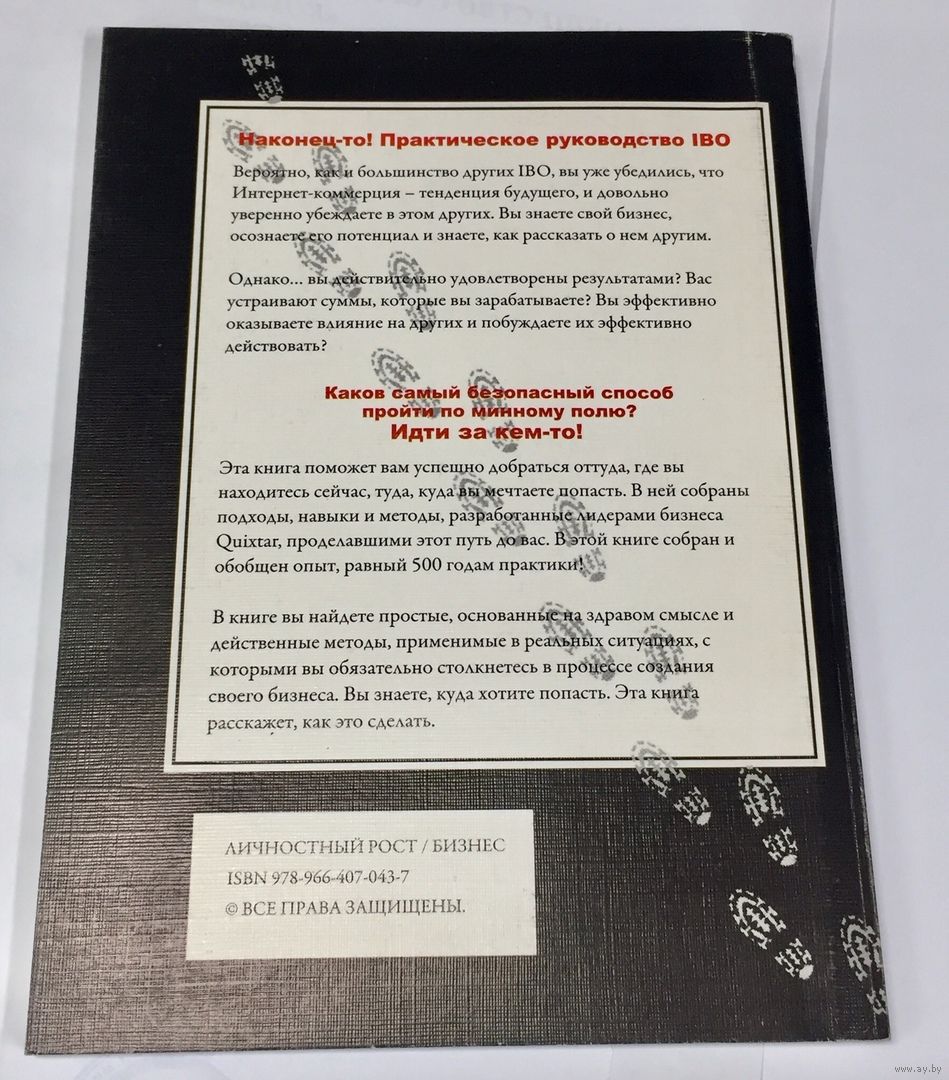 Наконец-то! Практическое руководство IBO
Вероятно, как и большинство других IBO, вы уже убедились, что
Интернет-коммерция – тенденция будущего, и довольно
уверенно убеждаете в этом других. Вы знаете свой бизнес,
осознаете его потенциал и знаете, как рассказать о нем другим.
Однако... вы действительно удовлетворены результатами? Вас
устраивают суммы, которые вы зарабатываете? Вы эффективно
оказываете влияние на других и побуждаете их эффективно
действовать?
Каков самый безопасный способ
пройти по минному полю?
Идти за кем-то!
Эта книга поможет вам успешно добраться оттуда, где вы
находитесь сейчас, туда, куда вы мечтаете попасть. В ней собраны
подходы, навыки и методы, разработанные лидерами бизнеса
Quixtar, проделавшими этот путь до вас. В этой книге собран и
обобщен опыт, равный 500 годам практики!
В книге вы найдете простые, основанные на здравом смысле и
действенные методы, применимые в реальных ситуациях, с
которыми вы обязательно столкнетесь в процессе создания
своего бизнеса. Вы знаете, куда хотите попасть. Эта книга
расскажет, как это сделать.
ЛИЧНОСТНЫЙ РОСТ / БИЗНЕС
ISBN 978-966-407-043-7
© ВСЕ ПРАВА ЗАЩИЩЕНЫ.
www.ay.by